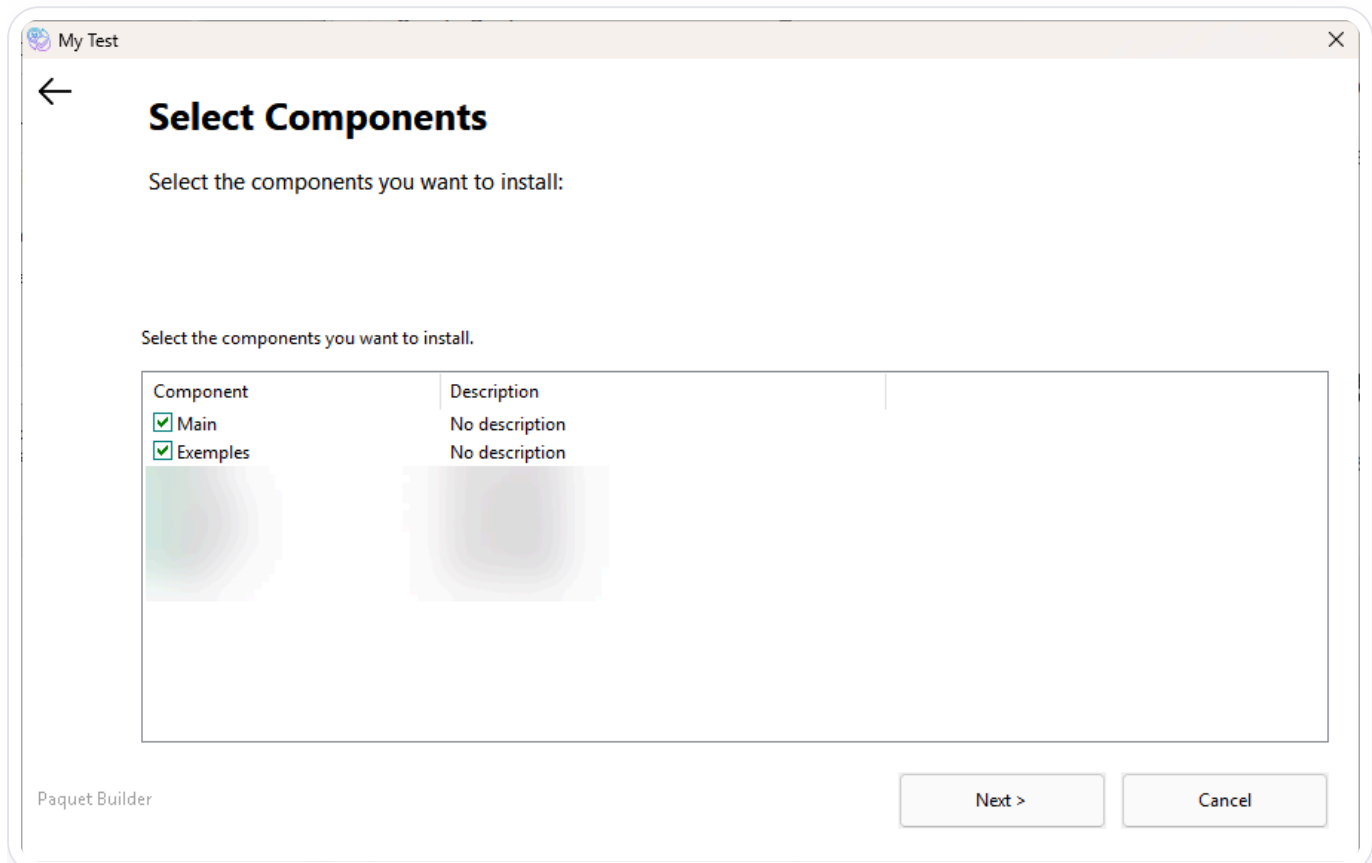 My Test
Select Components
Select the components you want to install:
Select the components you want to install.
Component Description
Main No description
Exemples No description
Paquet Builder
Next > Cancel